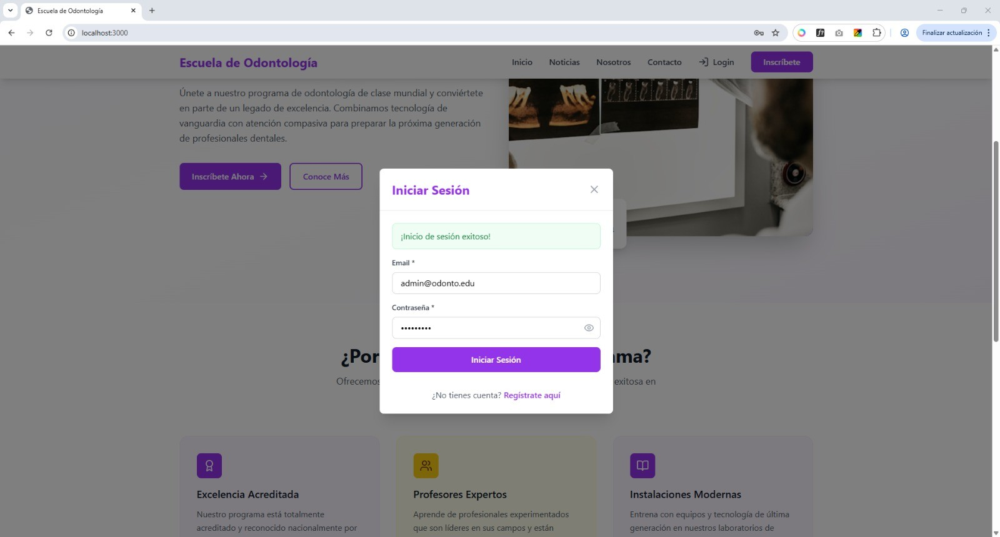 Escuela de Odontología
localhost:3000
Finalizar actualización
Escuela de Odontología
Inicio
Noticias
Nosotros
Contacto
Login
Inscríbete
Únete a nuestro programa de odontología de clase mundial y conviértete
en parte de un legado de excelencia. Combinamos tecnología de
vanguardia con atención compasiva para preparar la próxima generación
de profesionales dentales.
Inscríbete Ahora
Conoce Más
Iniciar Sesión
¡Inicio de sesión exitoso!
Email *
admin@odonto.edu
Contraseña *
•••••••••
Iniciar Sesión
¿No tienes cuenta? Regístrate aquí
¿Por
ama?
Ofrecemos
exitosa en
Excelencia Acreditada
Nuestro programa está totalmente
acreditado y reconocido nacionalmente por
Profesores Expertos
Aprende de profesionales experimentados
que son líderes en sus campos y están
Instalaciones Modernas
Entrena con equipos y tecnología de última
generación en nuestros laboratorios de